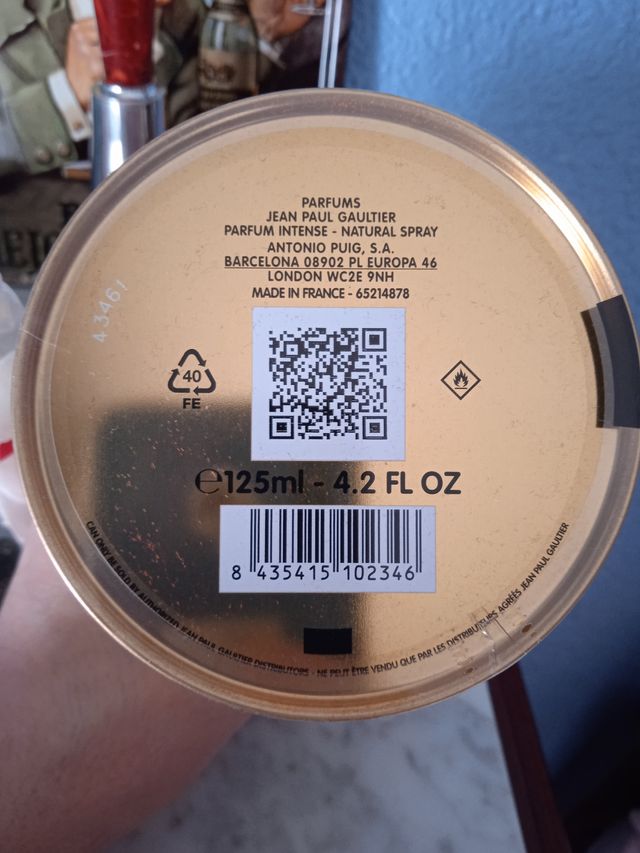 PARFUMS
JEAN PAUL GAULTIER
PARFUM INTENSE - NATURAL SPRAY
ANTONIO PUIG, S.A.
BARCELONA 08902 PL EUROPA 46
LONDON WC2E 9NH
MADE IN FRANCE - 65214878
43461
40
FE
℮125ml - 4.2 FL OZ
8 435415 102346
CAN ONLY BE SOLD BY AUTHORIZED JEAN PAUL GAULTIER DISTRIBUTORS - NE PEUT ÊTRE VENDU QUE PAR LES DISTRIBUTEURS AGRÉÉS JEAN PAUL GAULTIER